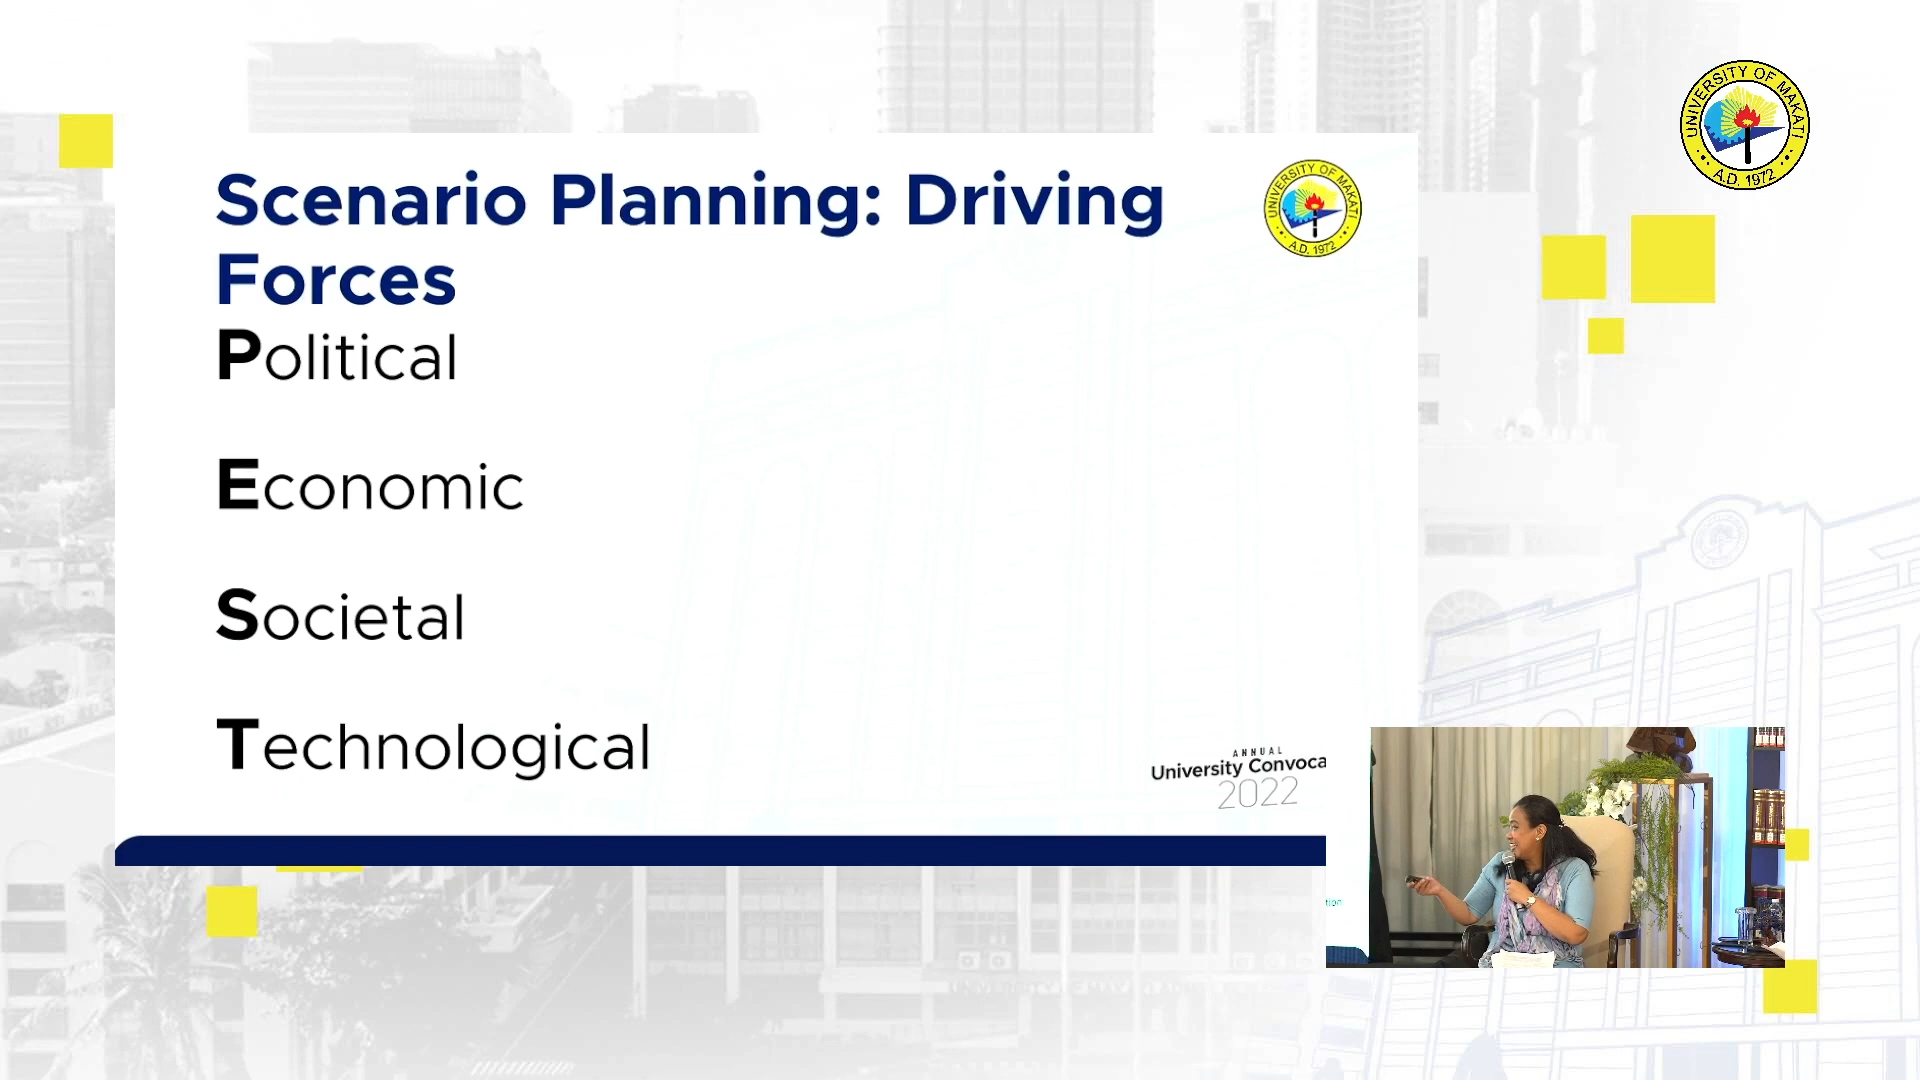 UNIVERSITY OF MAKATI
A.D. 1972
Scenario Planning: Driving
Forces
UNIVERSITY OF MAKATI
A.D. 1972
Political
Economic
Societal
Technological
ANNUAL
University Convoca
2022
tion